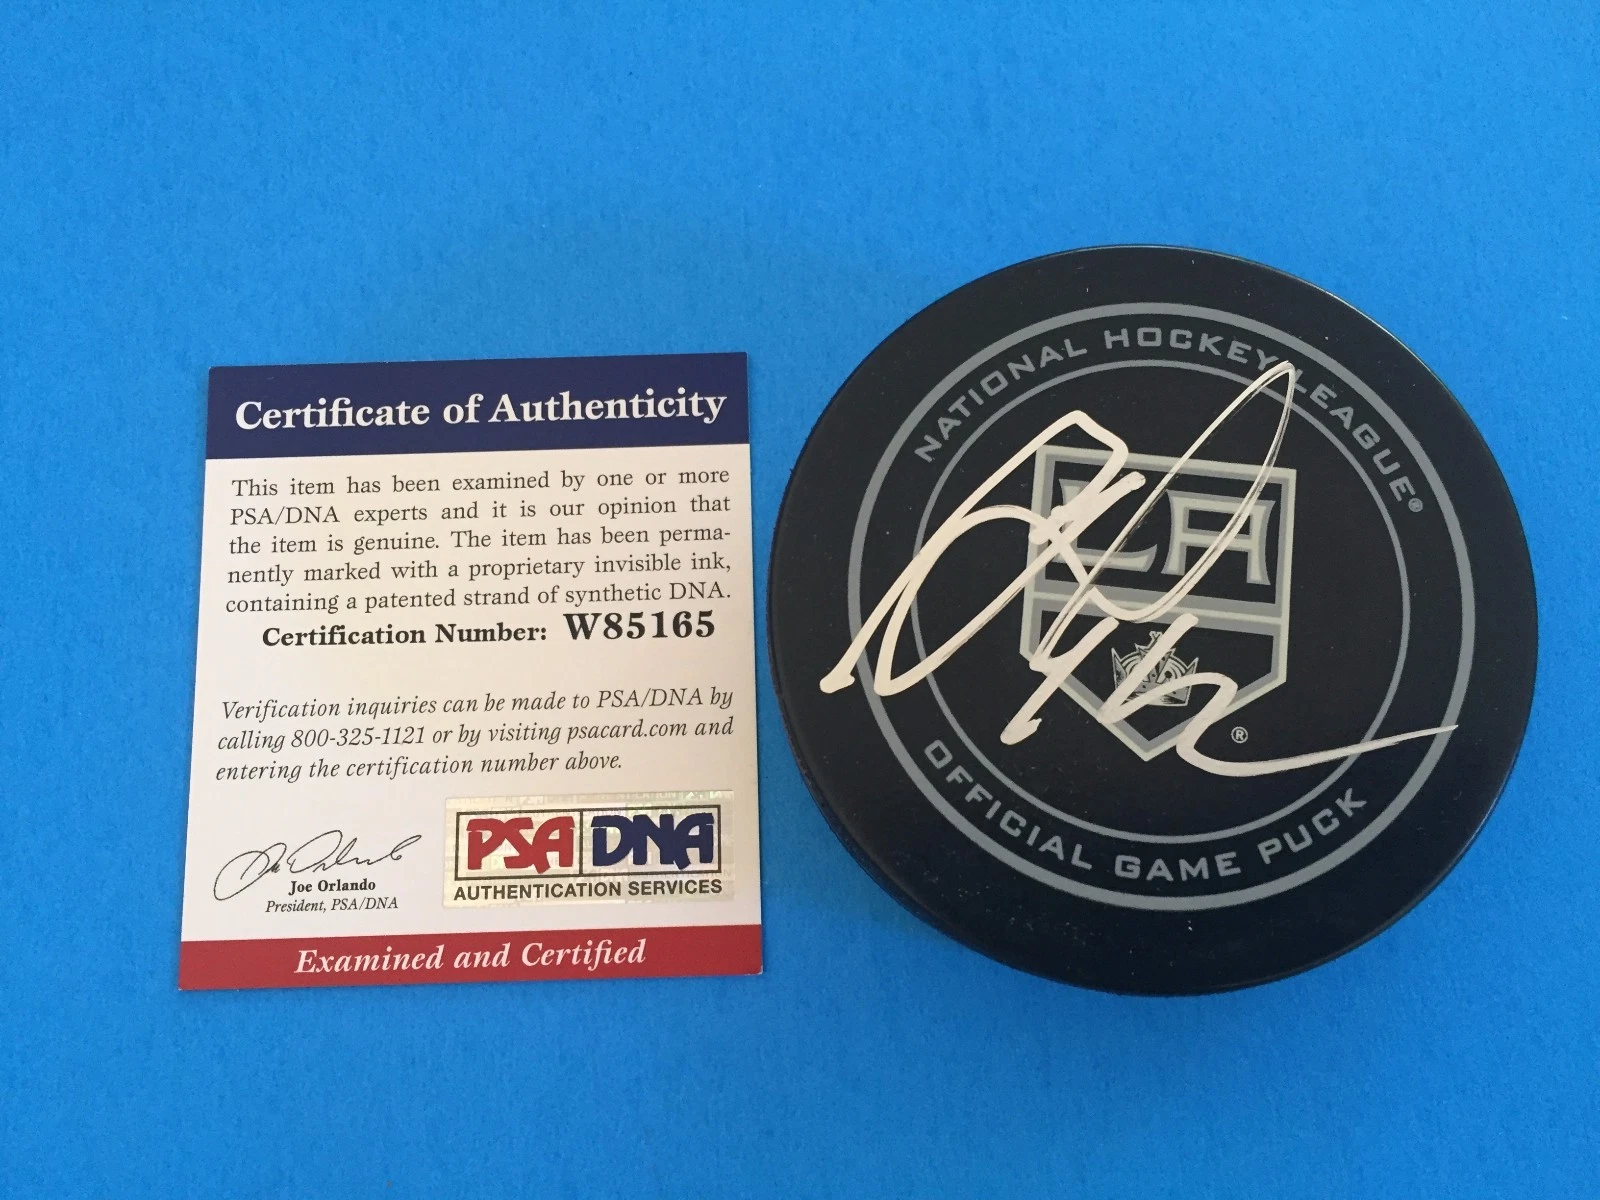 Certificate of Authenticity
This item has been examined by one or more
PSA/DNA experts and it is our opinion that
the item is genuine. The item has been perma-
nently marked with a proprietary invisible ink,
containing a patented strand of synthetic DNA.
Certification Number: W85165
Verification inquiries can be made to PSA/DNA by
calling 800-325-1121 or by visiting psacard.com and
entering the certification number above.
Joe Orlando
President, PSA/DNA
PSA DNA
AUTHENTICATION SERVICES
Examined and Certified
NATIONAL HOCKEY LEAGUE®
LA
®
OFFICIAL GAME PUCK